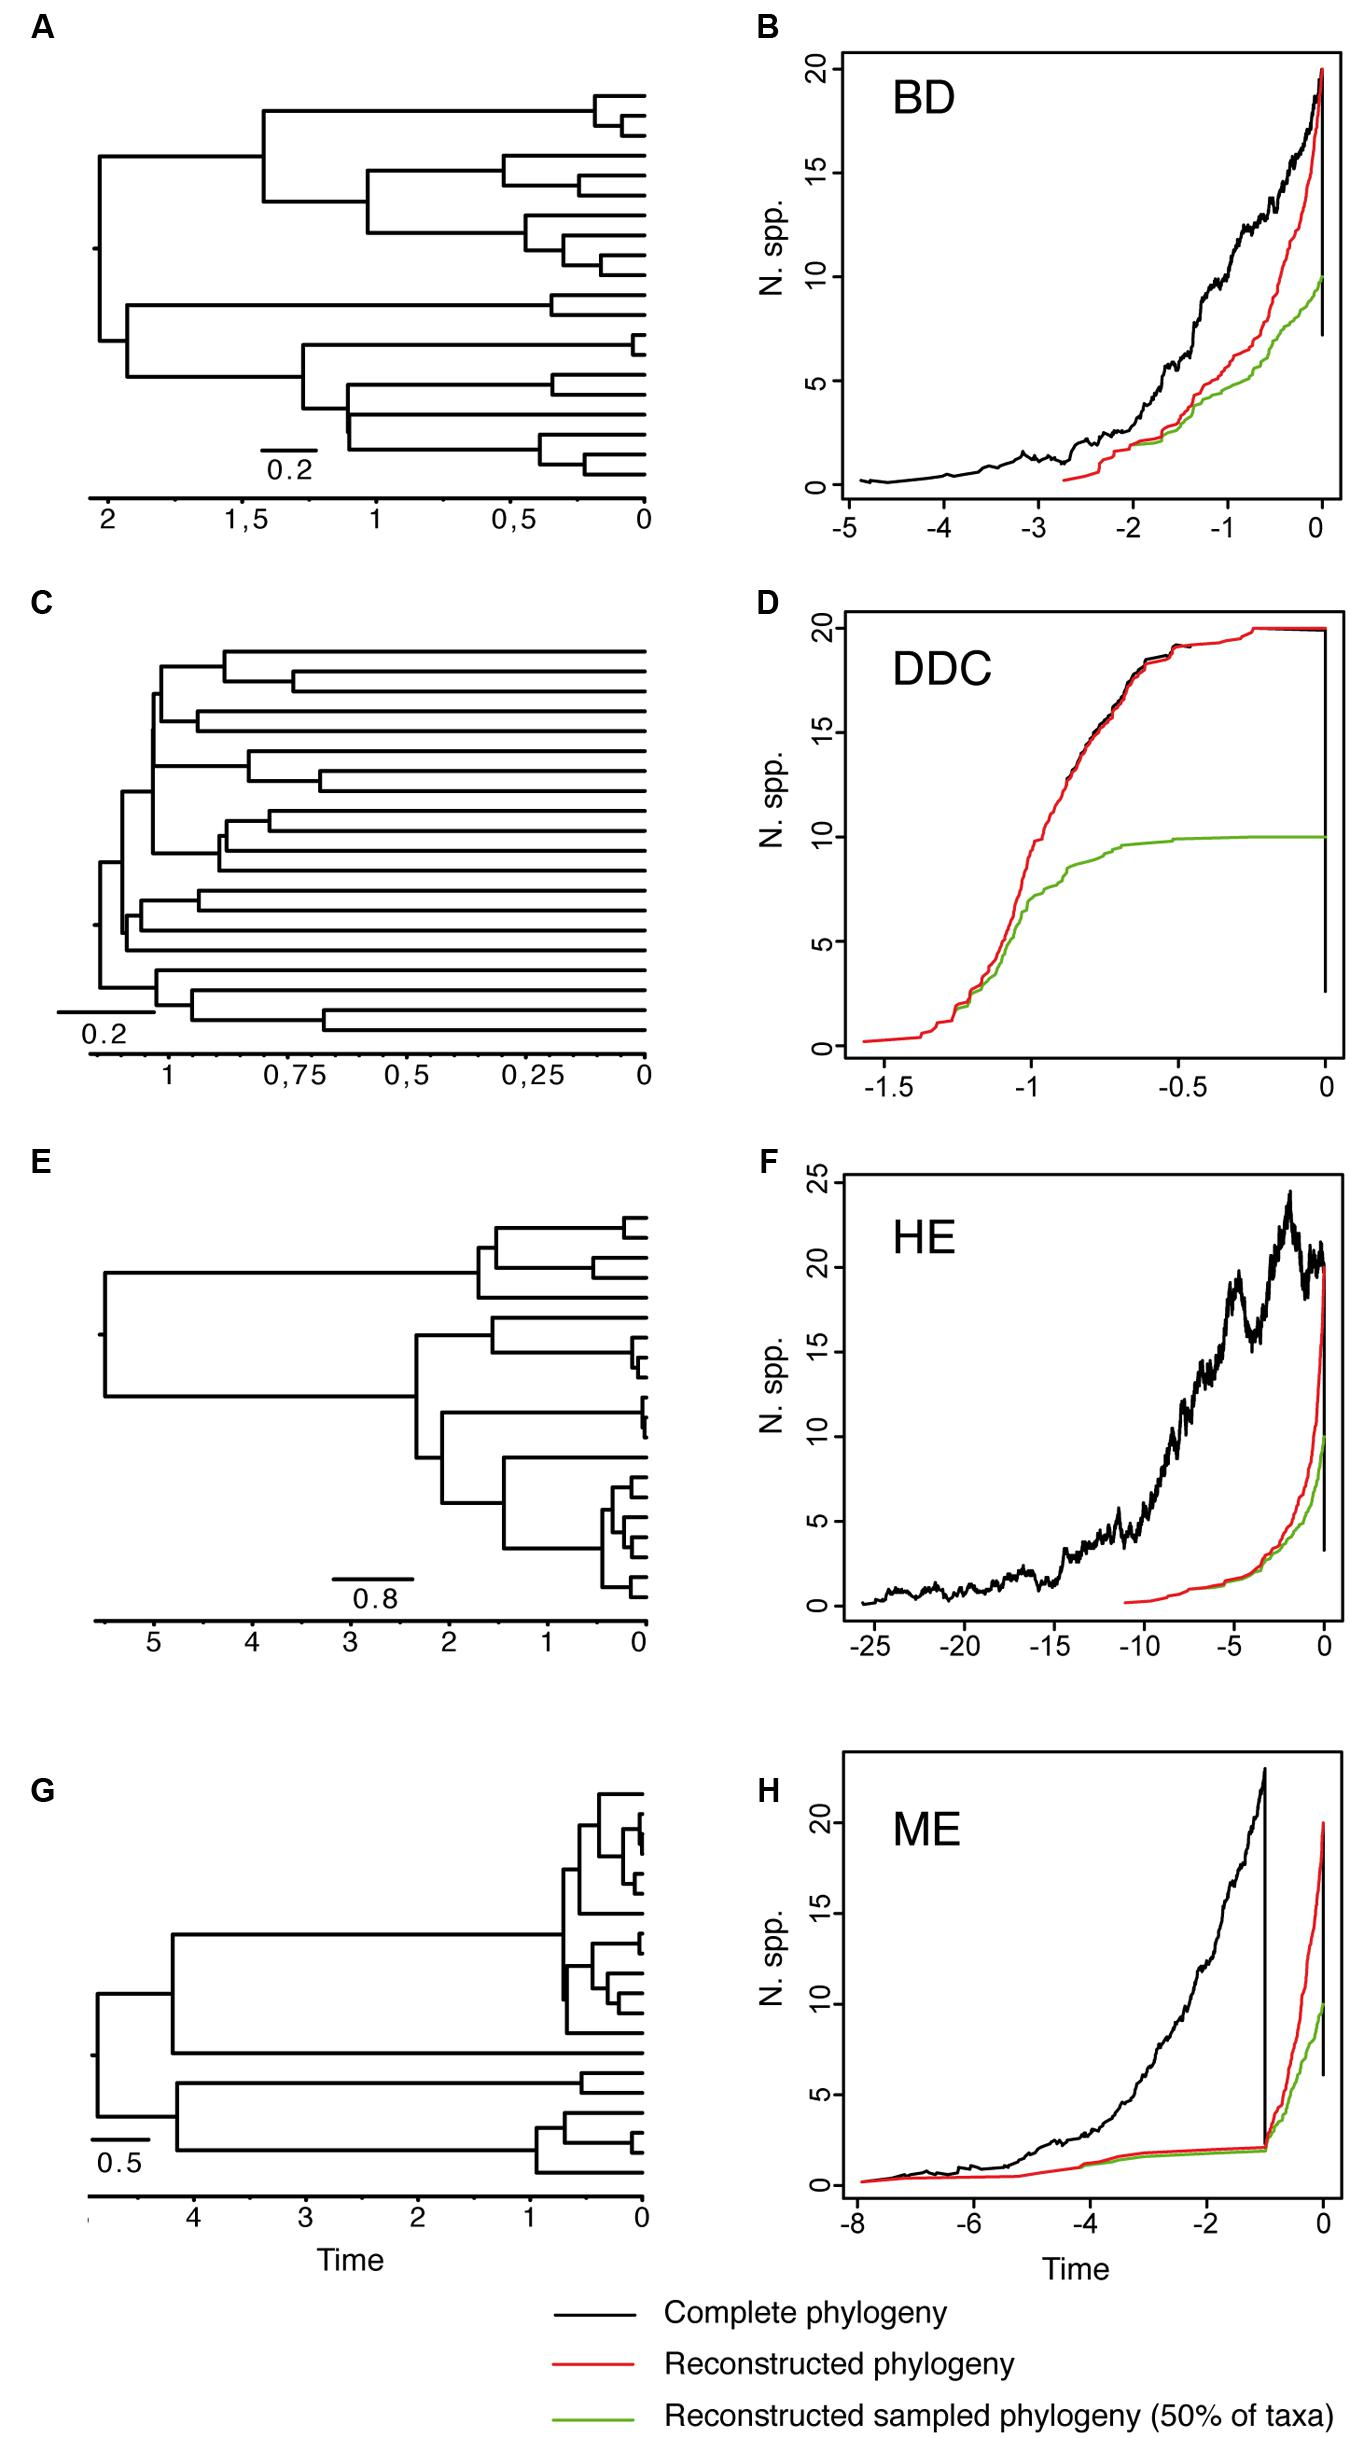 A
0.2
2 1,5 1 0,5 0
B
BD
N. spp.
20
15
10
5
0
-5 -4 -3 -2 -1 0
C
0.2
1 0,75 0,5 0,25 0
D
DDC
N. spp.
20
15
10
5
0
-1.5 -1 -0.5 0
E
0.8
5 4 3 2 1 0
F
HE
N. spp.
25
20
15
10
5
0
-25 -20 -15 -10 -5 0
G
0.5
4 3 2 1 0
Time
H
ME
N. spp.
20
15
10
5
0
-8 -6 -4 -2 0
Time
Complete phylogeny
Reconstructed phylogeny
Reconstructed sampled phylogeny (50% of taxa)